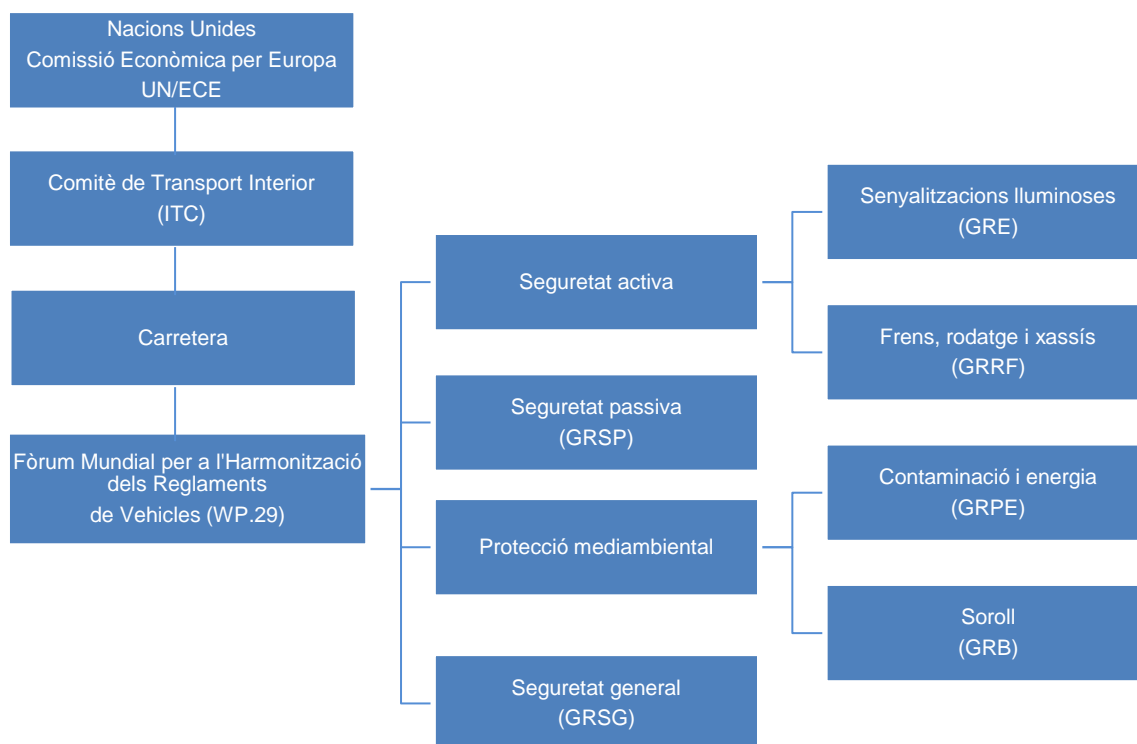 Nacions Unides
Comissió Econòmica per Europa
UN/ECE
Comitè de Transport Interior
(ITC)
Carretera
Fòrum Mundial per a l'Harmonització
dels Reglaments
de Vehicles (WP.29)
Seguretat activa
Seguretat passiva
(GRSP)
Protecció mediambiental
Seguretat general
(GRSG)
Senyalitzacions lluminoses
(GRE)
Frens, rodatge i xassís
(GRRF)
Contaminació i energia
(GRPE)
Soroll
(GRB)